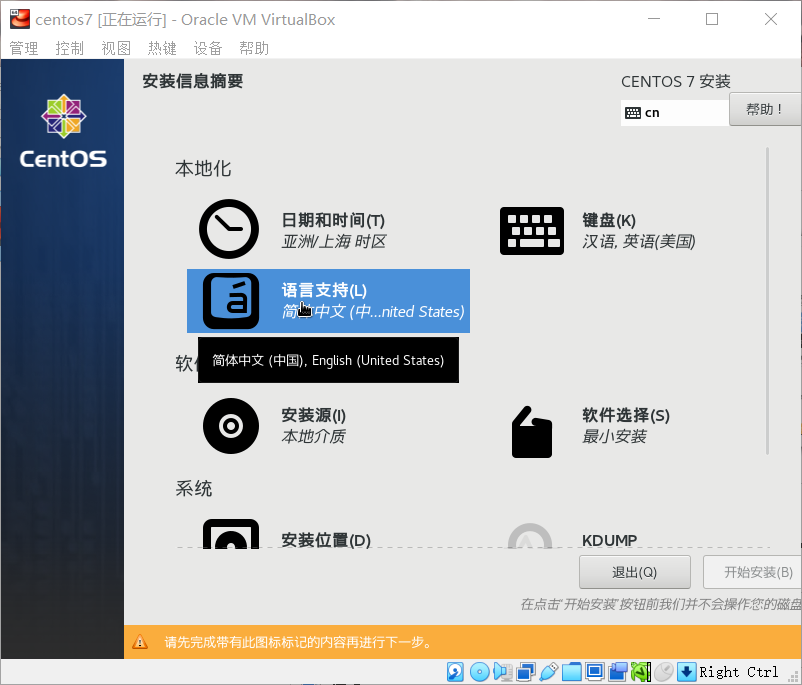 centos7 [正在运行] - Oracle VM VirtualBox
管理 控制 视图 热键 设备 帮助
安装信息摘要
CENTOS 7 安装
cn
帮助！
CentOS
本地化
日期和时间(T)
亚洲/上海 时区
键盘(K)
汉语, 英语(美国)
á
语言支持(L)
简体中文 (中...nited States)
简体中文 (中国), English (United States)
安装源(I)
本地介质
软件选择(S)
最小安装
系统
安装位置(D)
KDUMP
退出(Q)
开始安装(B)
在点击'开始安装'按钮前我们并不会操作您的磁盘
请先完成带有此图标标记的内容再进行下一步。
Right Ctrl